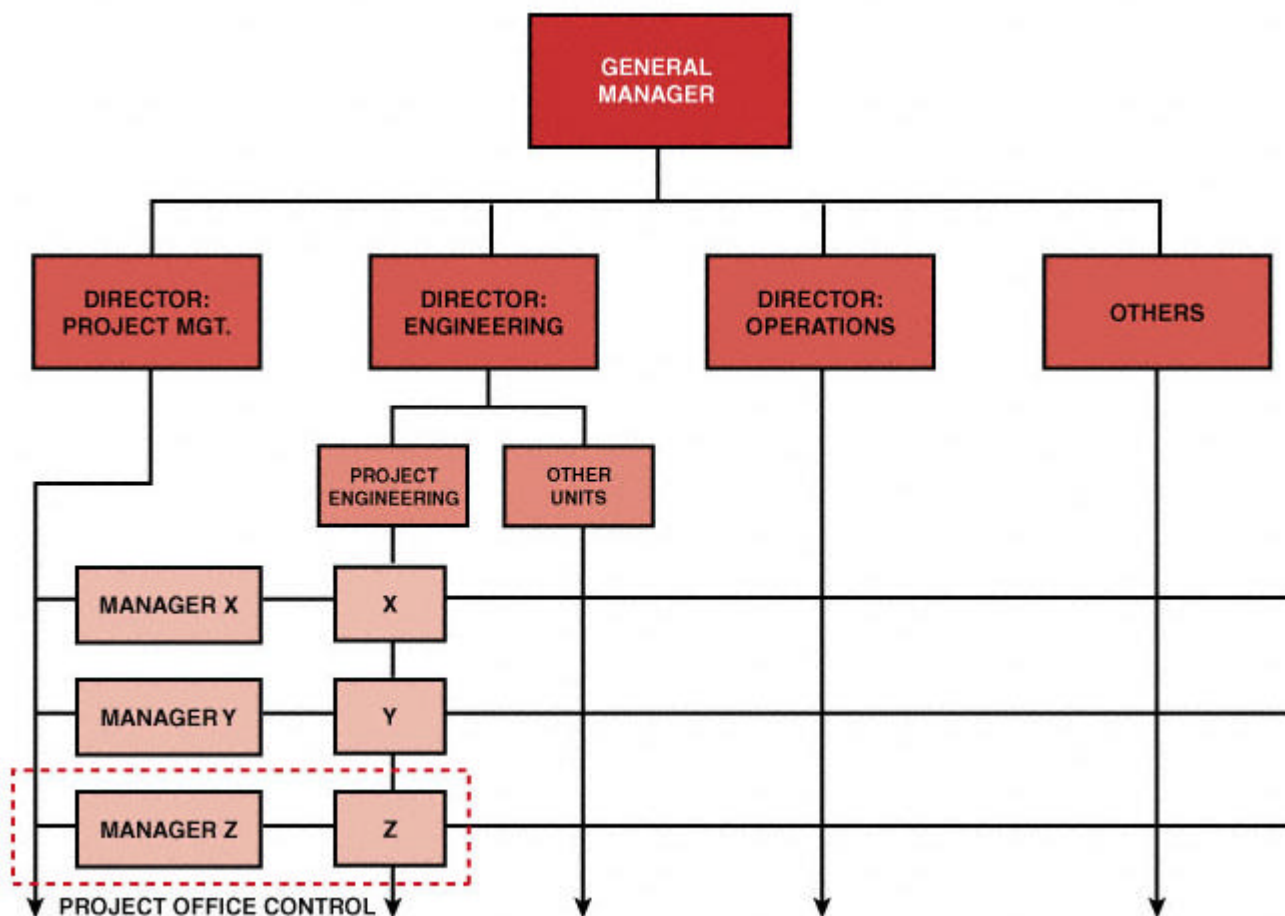 GENERAL
MANAGER
DIRECTOR:
PROJECT MGT.
DIRECTOR:
ENGINEERING
DIRECTOR:
OPERATIONS
OTHERS
PROJECT
ENGINEERING
OTHER
UNITS
MANAGER X
X
MANAGER Y
Y
MANAGER Z
Z
PROJECT OFFICE CONTROL